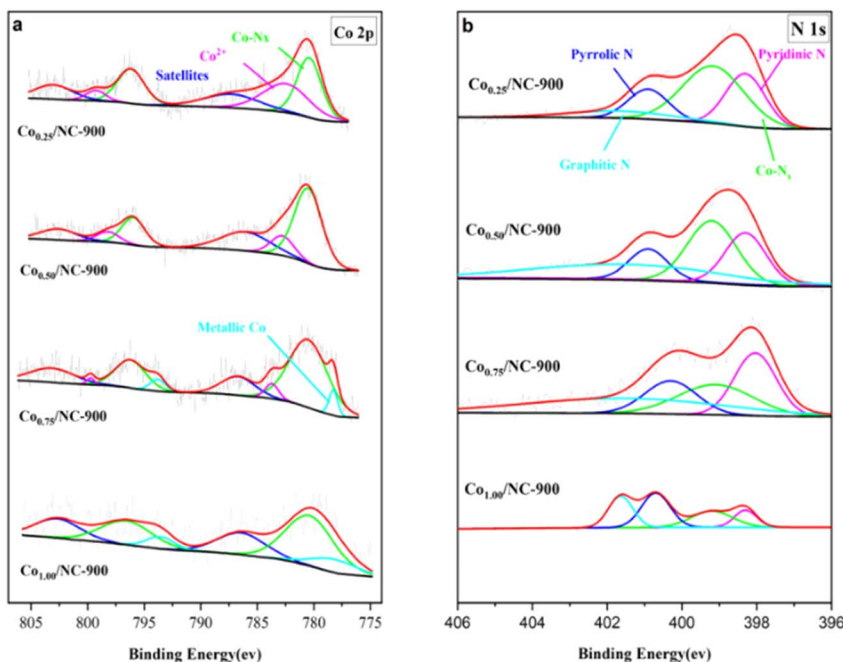 a
Co 2p
Co-Nx
Co2+
Satellites
Co0.25/NC-900
Co0.50/NC-900
Metallic Co
Co0.75/NC-900
Co1.00/NC-900
805 800 795 790 785 780 775
Binding Energy(ev)
b
N 1s
Pyrrolic N
Pyridinic N
Co0.25/NC-900
Graphitic N
Co-Nx
Co0.50/NC-900
Co0.75/NC-900
Co1.00/NC-900
406 404 402 400 398 396
Binding Energy(ev)